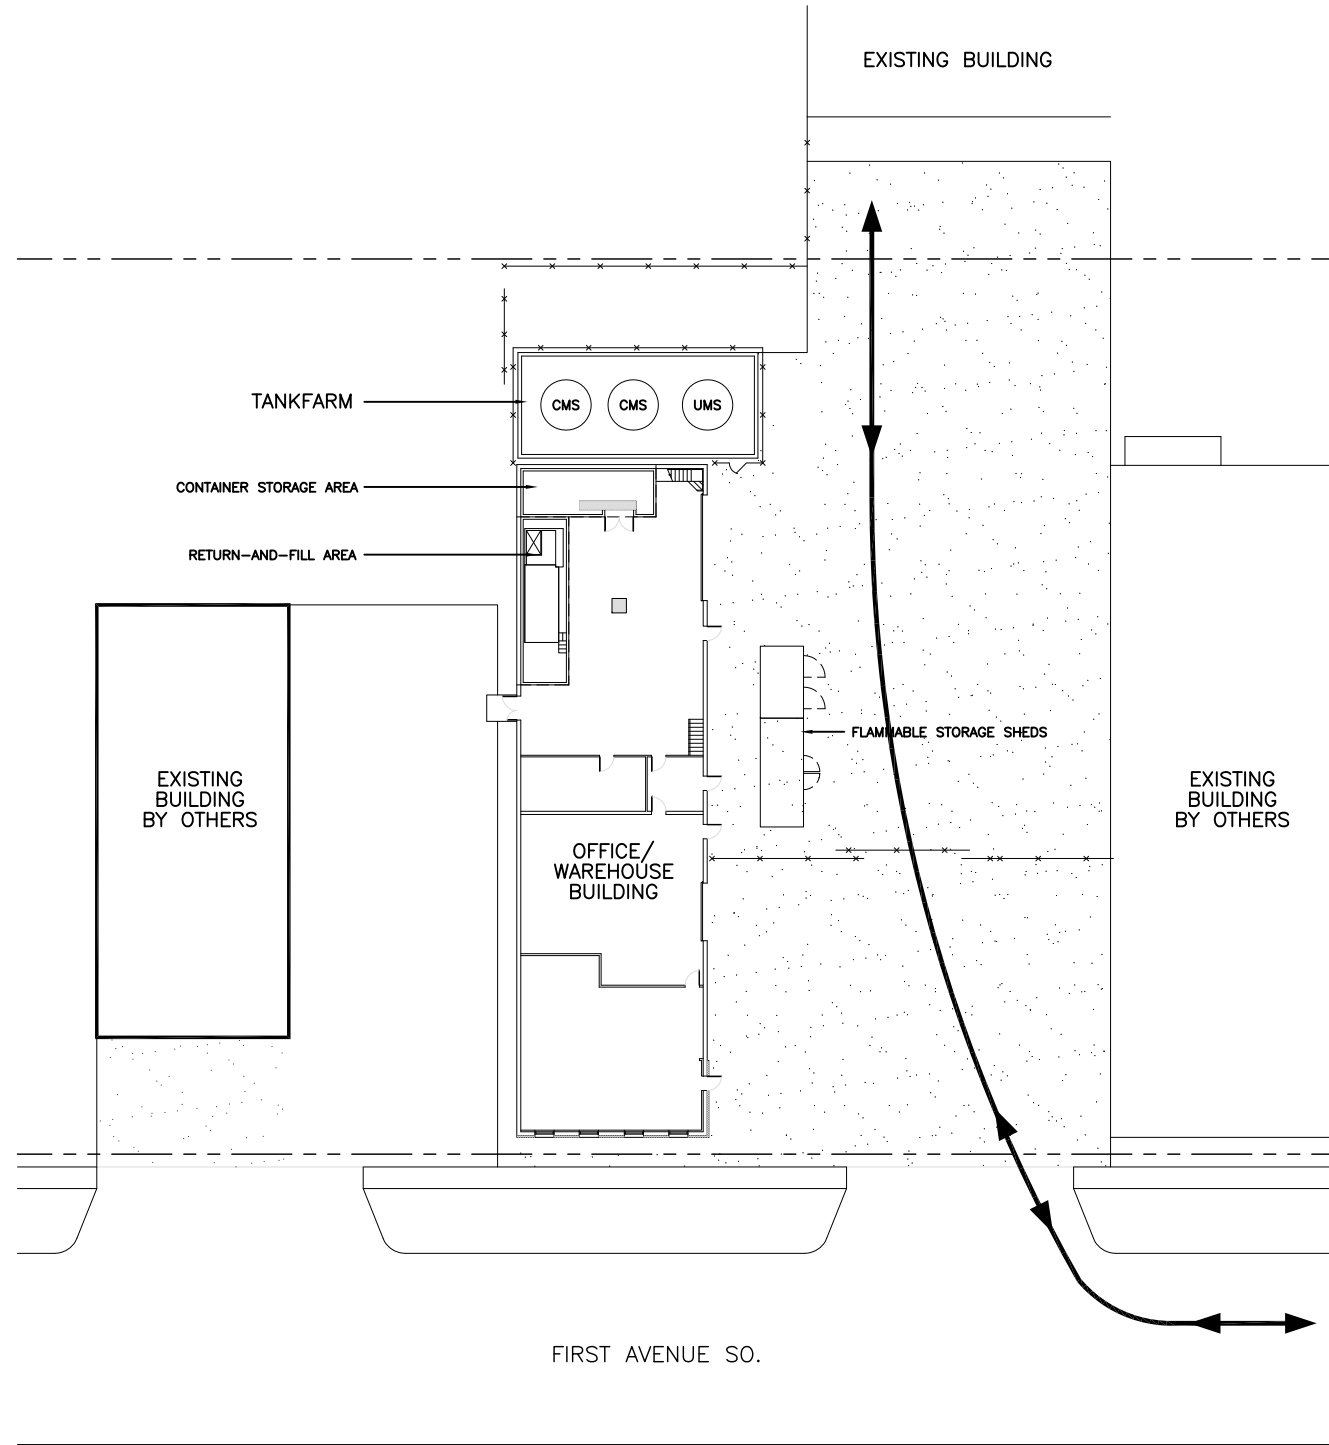 EXISTING BUILDING
TANKFARM
CMS
CMS
UMS
CONTAINER STORAGE AREA
RETURN-AND-FILL AREA
FLAMMABLE STORAGE SHEDS
EXISTING
BUILDING
BY OTHERS
EXISTING
BUILDING
BY OTHERS
OFFICE/
WAREHOUSE
BUILDING
FIRST AVENUE SO.